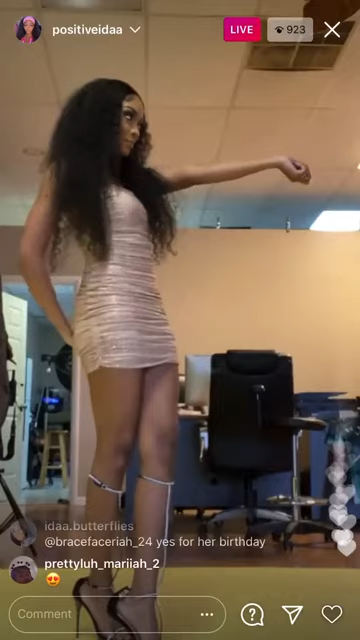 positiveidaa
LIVE
923
idaa.butterflies
@bracefaceriah_24 yes for her birthday
prettyluh_mariiah_2
😍
Comment